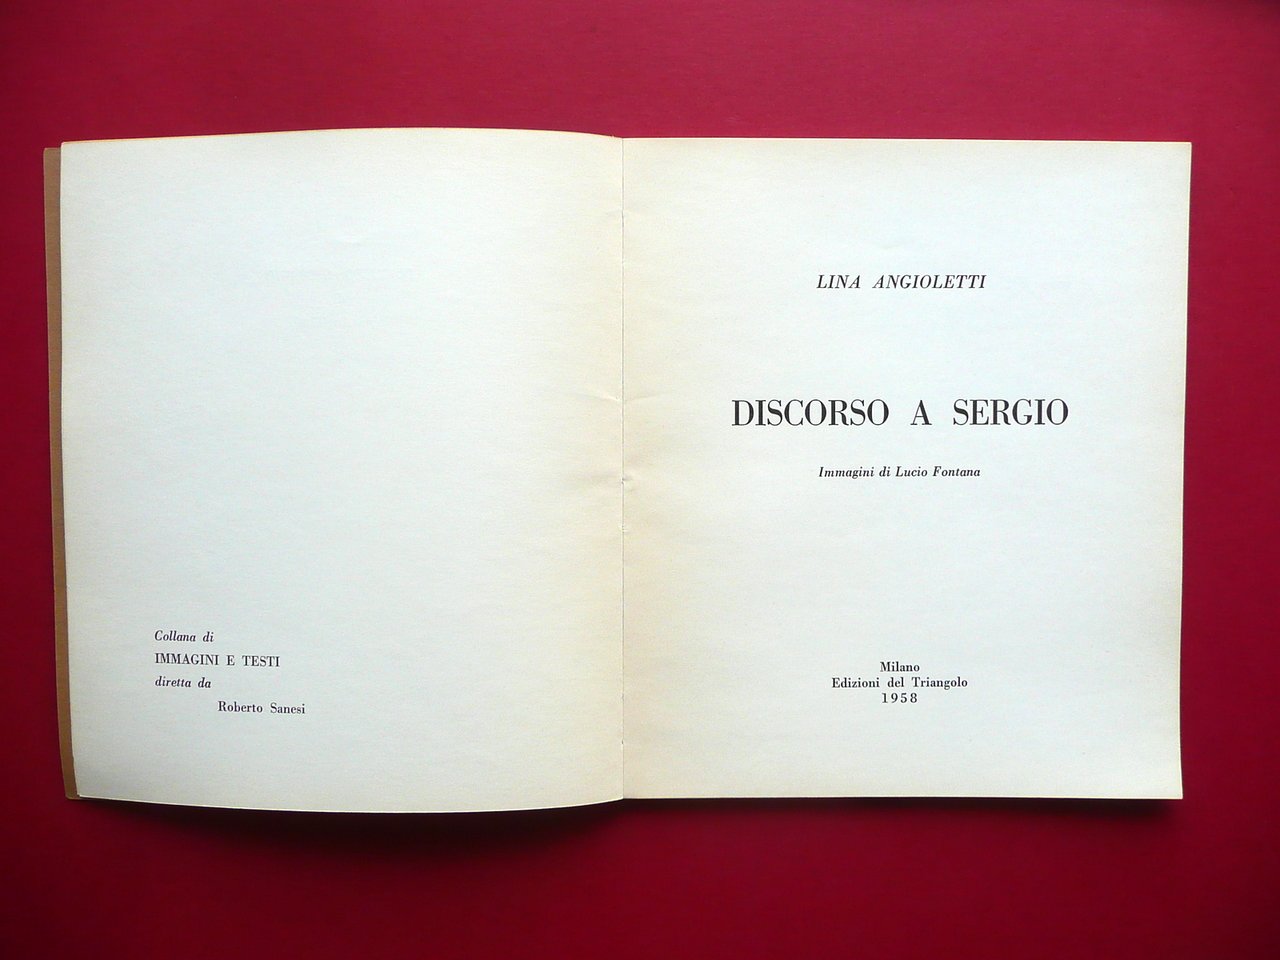 Collana di
IMMAGINI E TESTI
diretta da
Roberto Sanesi
LINA ANGIOLETTI
DISCORSO A SERGIO
Immagini di Lucio Fontana
Milano
Edizioni del Triangolo
1958